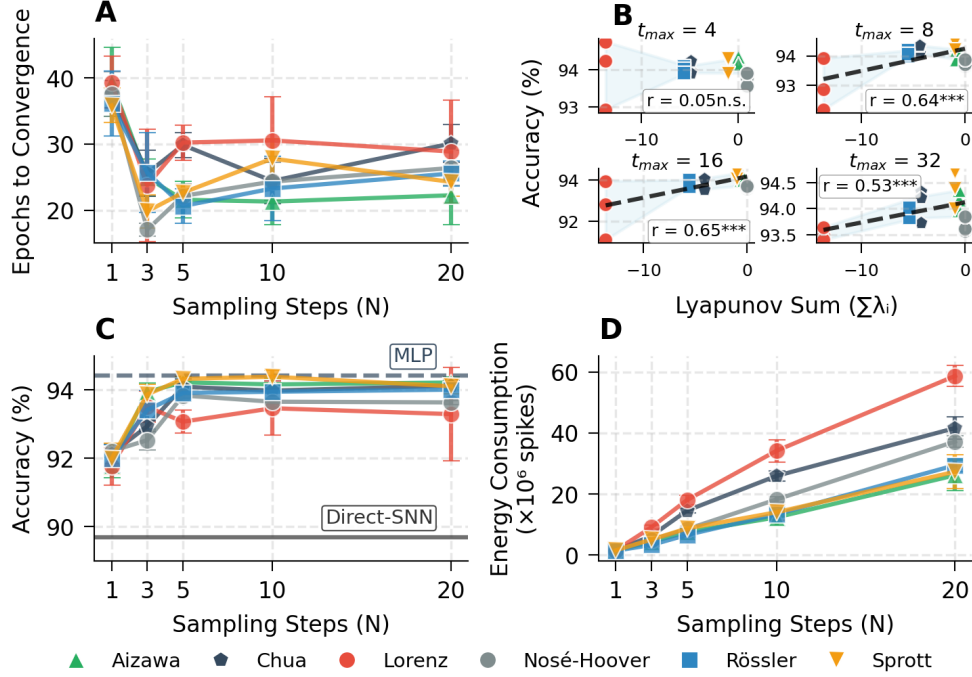 A
40
30
20
Epochs to Convergence
1 3 5 10 20
Sampling Steps (N)
B
Accuracy (%)
t_max = 4
94
93
r = 0.05n.s.
−10 0
t_max = 8
94
93
r = 0.64***
−10 0
t_max = 16
94
92
r = 0.65***
−10 0
t_max = 32
94.5
94.0
93.5
r = 0.53***
−10 0
Lyapunov Sum (∑λᵢ)
C
94
92
90
Accuracy (%)
MLP
Direct-SNN
1 3 5 10 20
Sampling Steps (N)
D
60
40
20
0
Energy Consumption
(×10⁶ spikes)
1 3 5 10 20
Sampling Steps (N)
Aizawa Chua Lorenz Nosé-Hoover Rössler Sprott